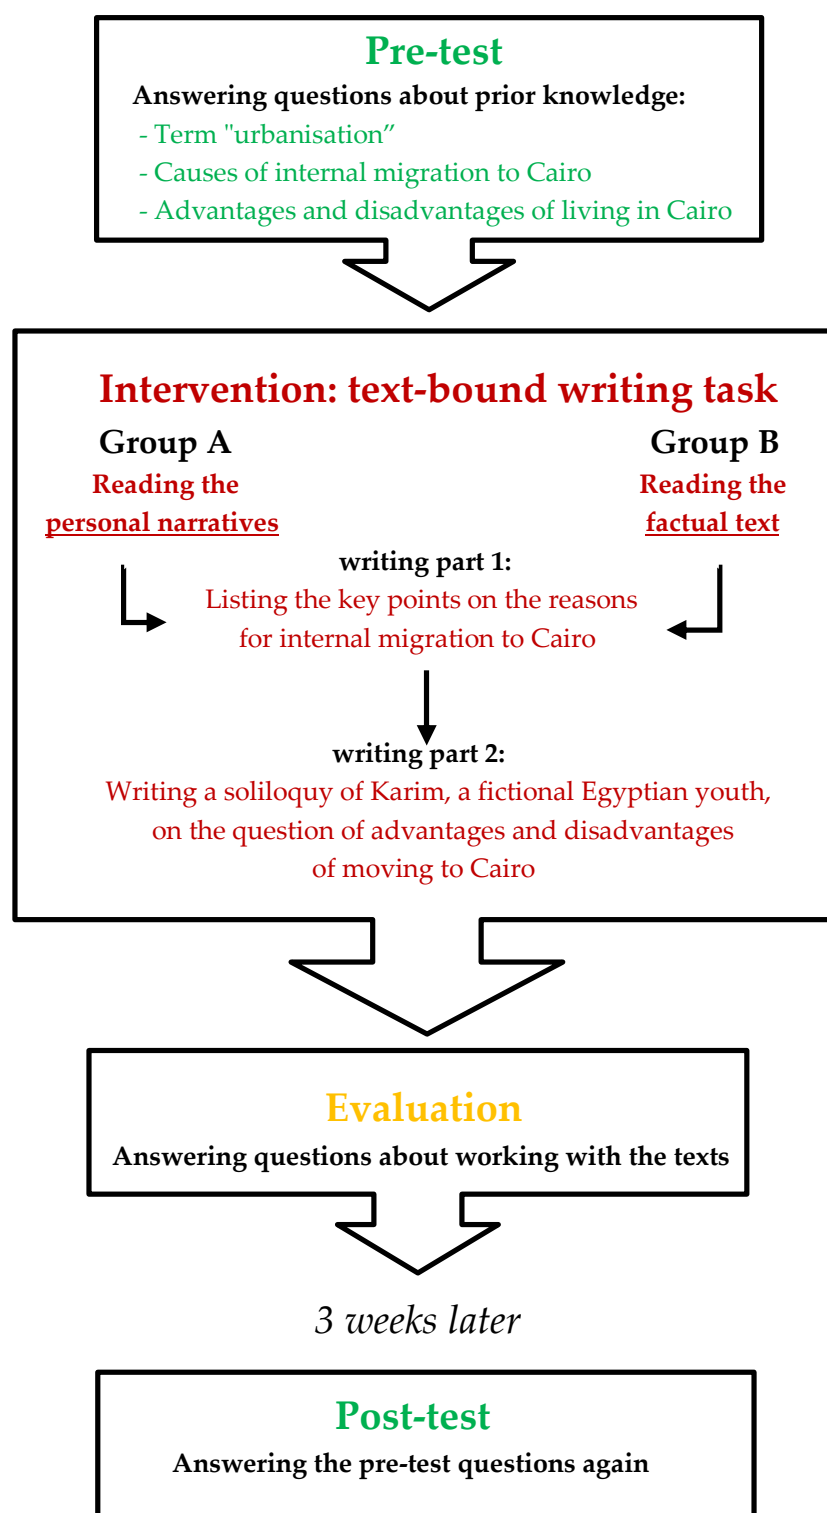 Pre-test
Answering questions about prior knowledge:
- Term "urbanisation”
- Causes of internal migration to Cairo
- Advantages and disadvantages of living in Cairo
Intervention: text-bound writing task
Group A
Reading the
personal narratives
Group B
Reading the
factual text
writing part 1:
Listing the key points on the reasons
for internal migration to Cairo
writing part 2:
Writing a soliloquy of Karim, a fictional Egyptian youth,
on the question of advantages and disadvantages
of moving to Cairo
Evaluation
Answering questions about working with the texts
3 weeks later
Post-test
Answering the pre-test questions again